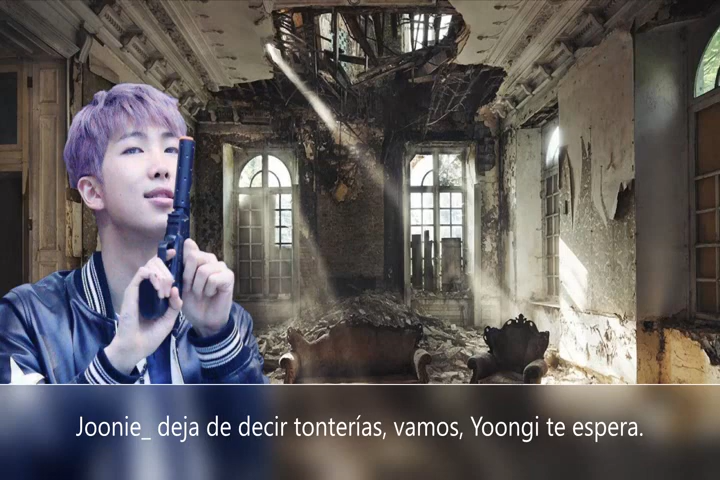 Joonie_ deja de decir tonterías, vamos, Yoongi te espera.